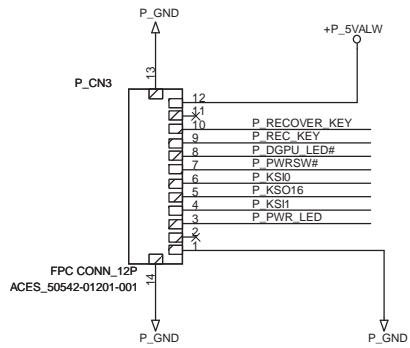 P_GND
+P_5VALW
P_CN3
13
12
11
10 P_RECOVER_KEY
9 P_REC_KEY
8 P_DGPU_LED#
7 P_PWRSW#
6 P_KSI0
5 P_KSO16
4 P_KSI1
3 P_PWR_LED
2
1
FPC CONN_12P
14
ACES_50542-01201-001
P_GND
P_GND